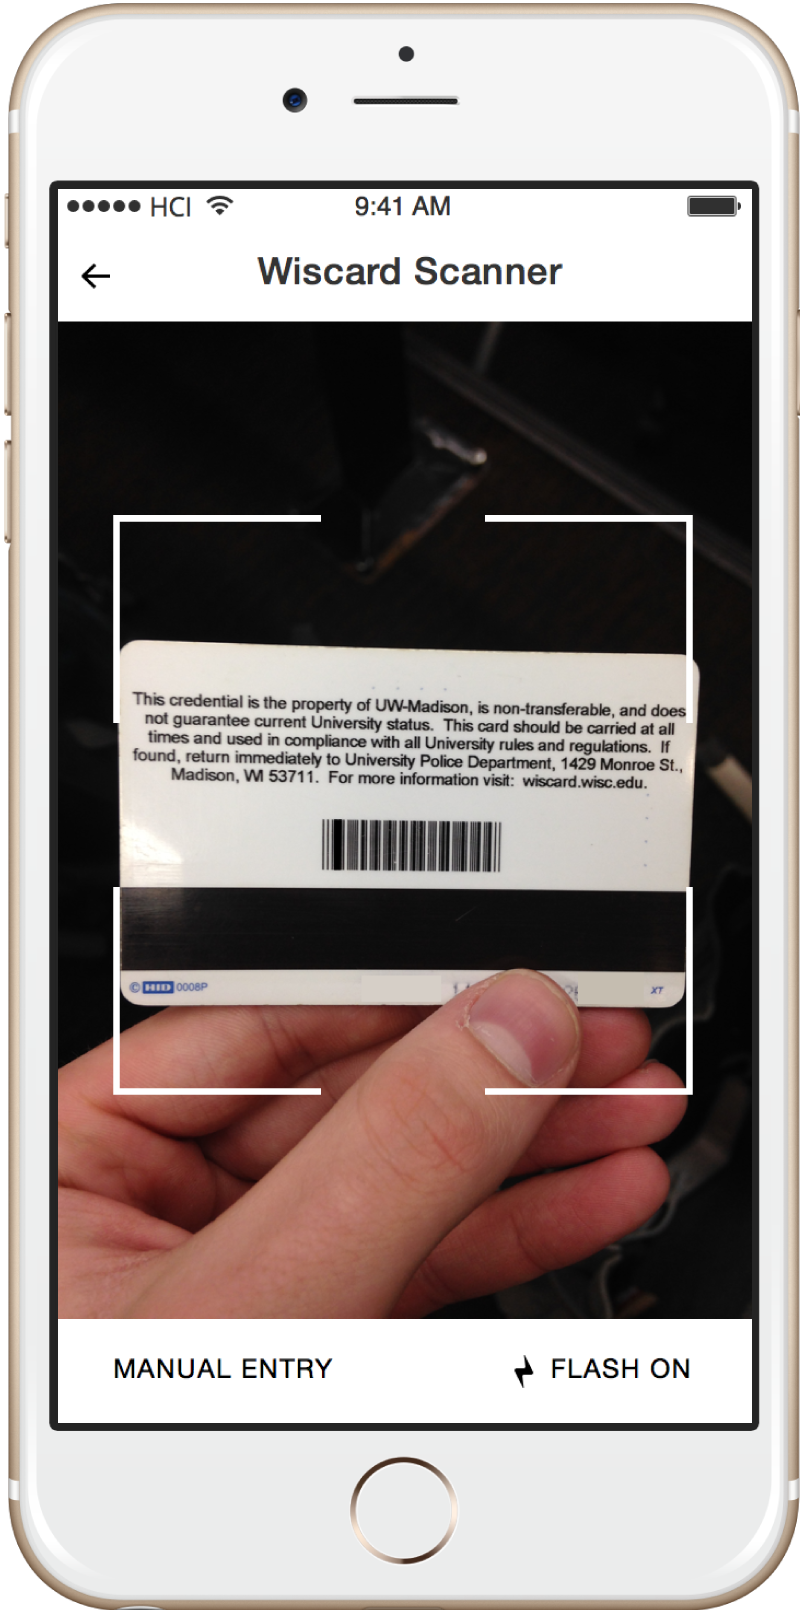 HCI 9:41 AM
Wiscard Scanner
This credential is the property of UW-Madison, is non-transferable, and does
not guarantee current University status. This card should be carried at all
times and used in compliance with all University rules and regulations. If
found, return immediately to University Police Department, 1429 Monroe St.,
Madison, WI 53711. For more information visit: wiscard.wisc.edu.
© HID 0008P
XT
MANUAL ENTRY
FLASH ON